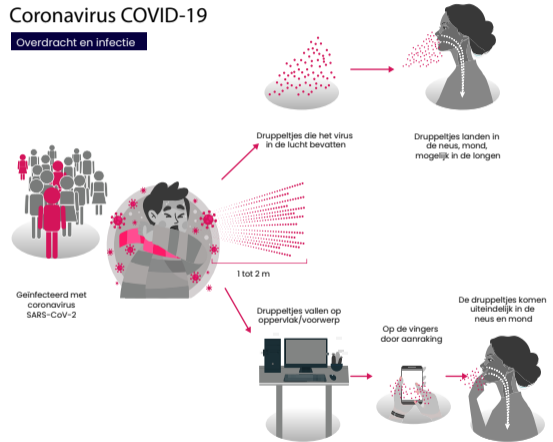 Coronavirus COVID-19
Overdracht en infectie
Druppeltjes die het virus
in de lucht bevatten
Druppeltjes landen in
de neus, mond,
mogelijk in de longen
1 tot 2 m
Geïnfecteerd met
coronavirus
SARS-CoV-2
Druppeltjes vallen op
oppervlak/voorwerp
Op de vingers
door aanraking
De druppeltjes komen
uiteindelijk in de
neus en mond